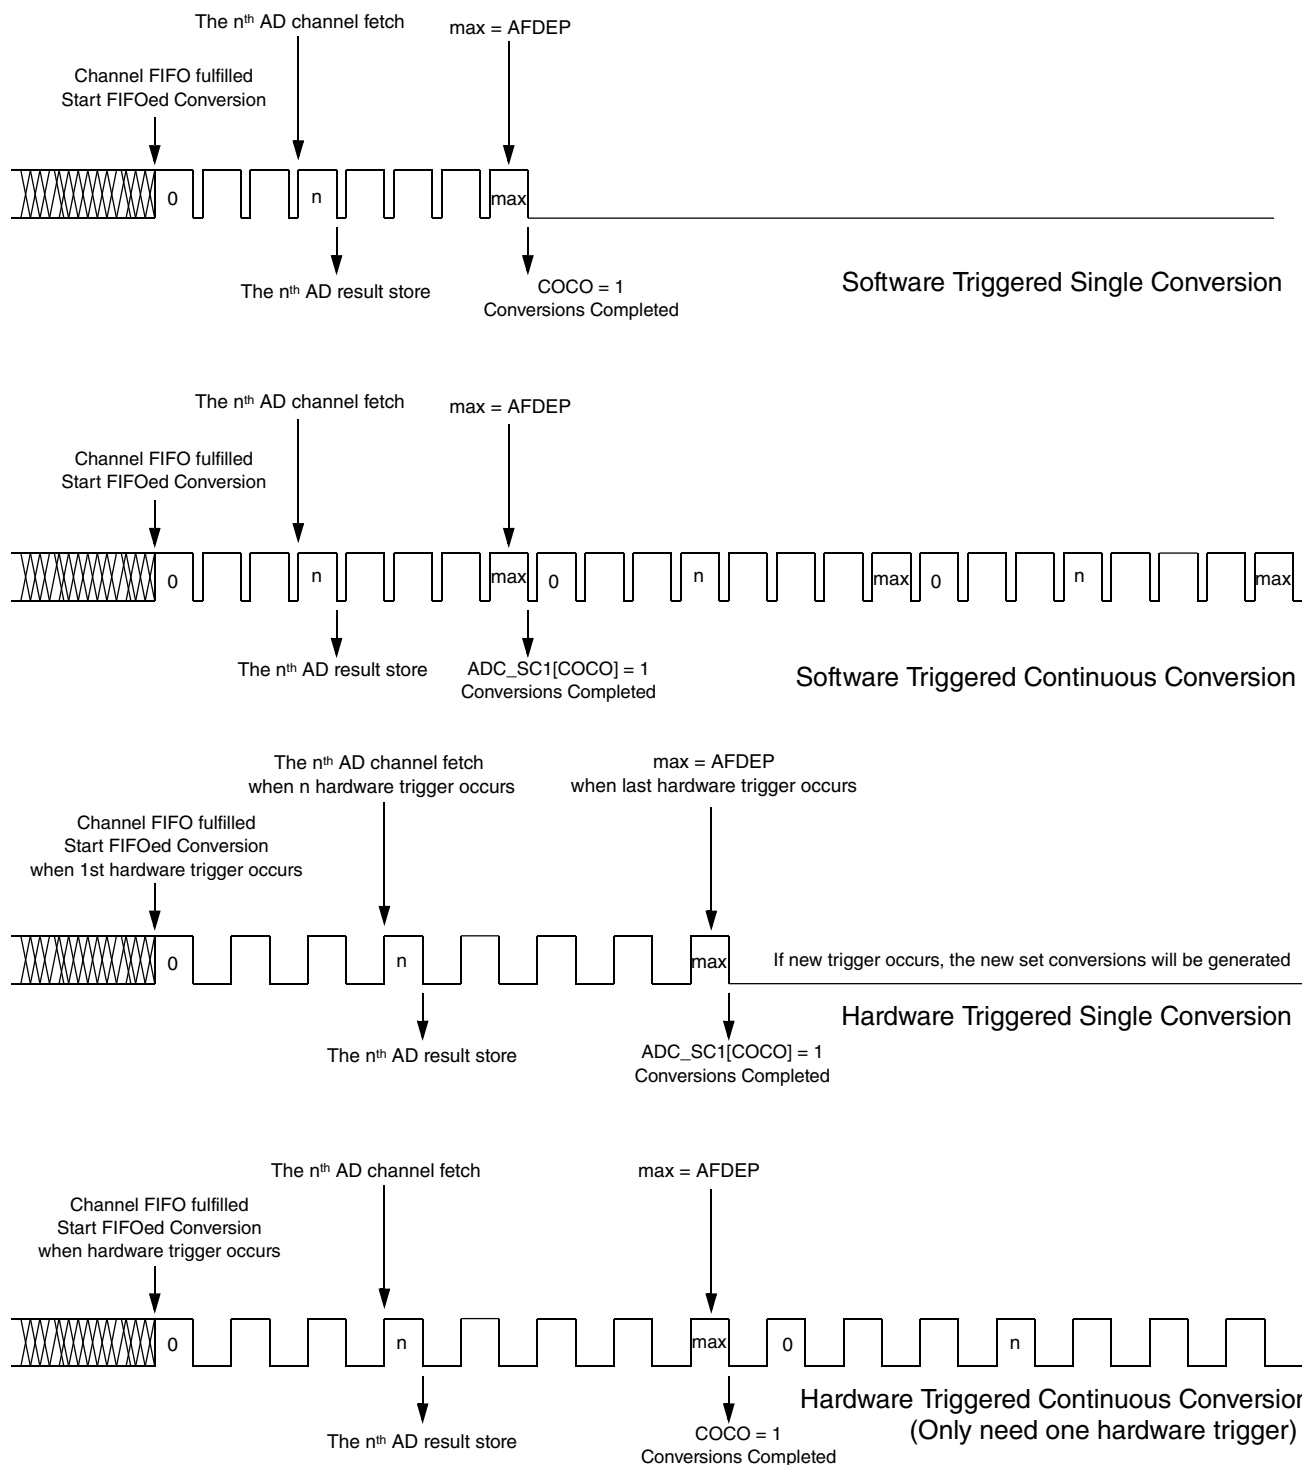 The nth AD channel fetch
max = AFDEP
Channel FIFO fulfilled
Start FIFOed Conversion
0
n
max
The nth AD result store
COCO = 1
Conversions Completed
Software Triggered Single Conversion
The nth AD channel fetch
max = AFDEP
Channel FIFO fulfilled
Start FIFOed Conversion
0
n
max
0
n
max
0
n
max
The nth AD result store
ADC_SC1[COCO] = 1
Conversions Completed
Software Triggered Continuous Conversion
The nth AD channel fetch
when n hardware trigger occurs
max = AFDEP
when last hardware trigger occurs
Channel FIFO fulfilled
Start FIFOed Conversion
when 1st hardware trigger occurs
0
n
max
If new trigger occurs, the new set conversions will be generated
Hardware Triggered Single Conversion
The nth AD result store
ADC_SC1[COCO] = 1
Conversions Completed
The nth AD channel fetch
max = AFDEP
Channel FIFO fulfilled
Start FIFOed Conversion
when hardware trigger occurs
0
n
max
0
n
Hardware Triggered Continuous Conversion
(Only need one hardware trigger)
The nth AD result store
COCO = 1
Conversions Completed